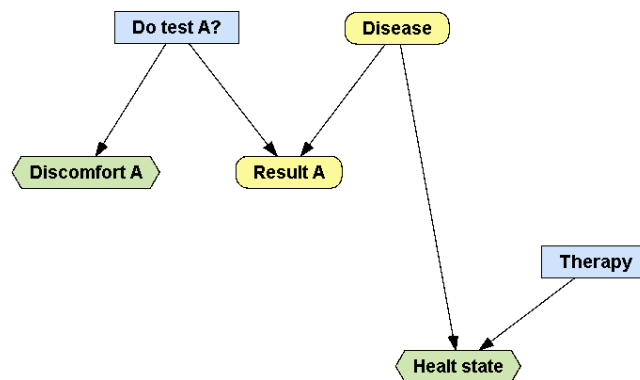 Do test A?
Disease
Discomfort A
Result A
Therapy
Healt state